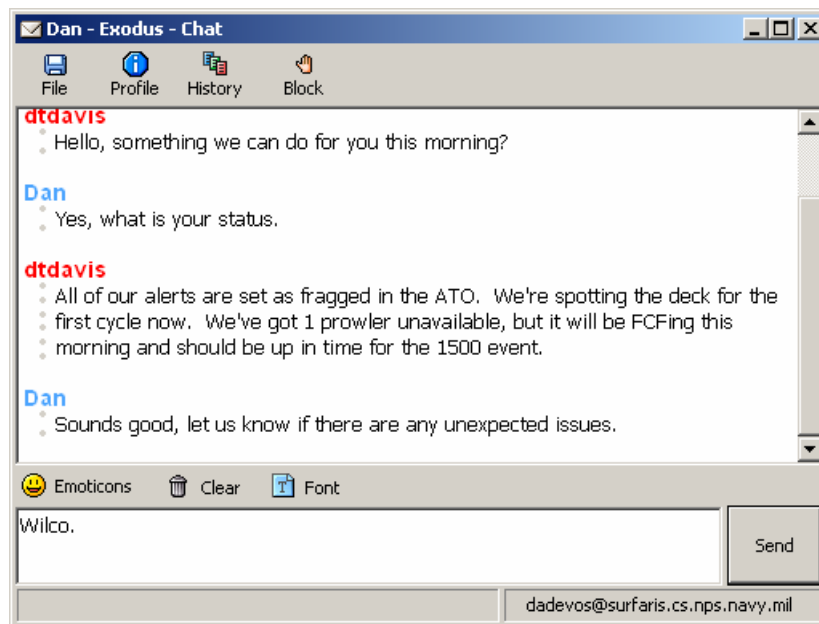 Dan - Exodus - Chat
File Profile History Block
dtdavis
Hello, something we can do for you this morning?
Dan
Yes, what is your status.
dtdavis
All of our alerts are set as fragged in the ATO.  We're spotting the deck for the
first cycle now.  We've got 1 prowler unavailable, but it will be FCFing this
morning and should be up in time for the 1500 event.
Dan
Sounds good, let us know if there are any unexpected issues.
Emoticons Clear Font
Wilco.
Send
dadevos@surfaris.cs.nps.navy.mil